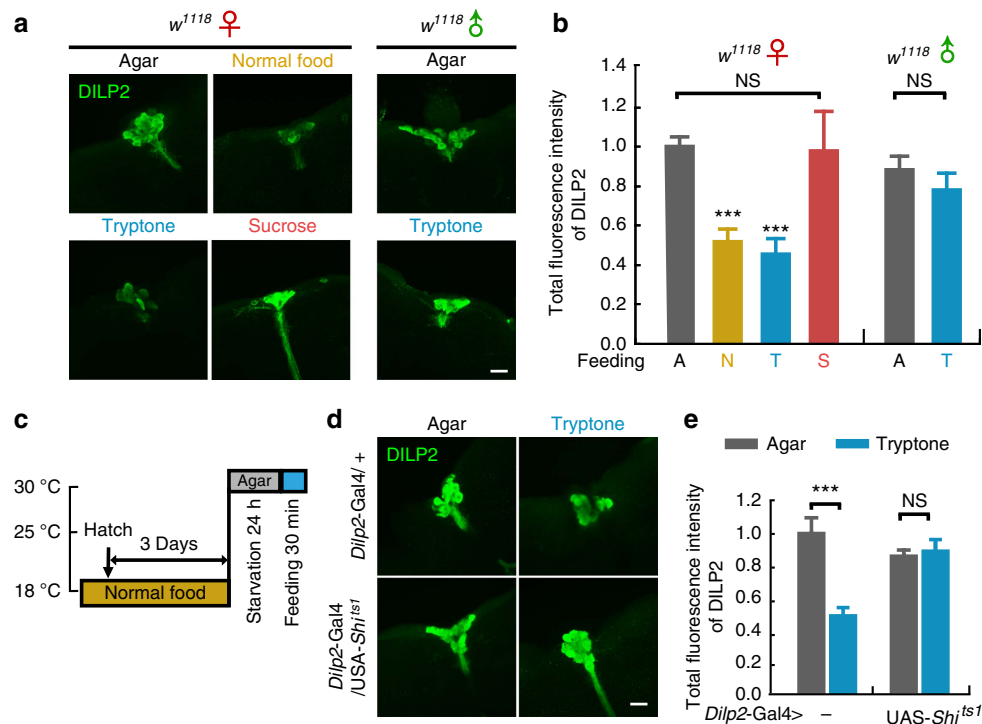 a
w1118 ♀
w1118 ♂
Agar
Normal food
Agar
DILP2
Tryptone
Sucrose
Tryptone
b
w1118 ♀
w1118 ♂
NS
NS
Total fluorescence intensity
of DILP2
1.4
1.2
1.0
0.8
0.6
0.4
1.2
0.0
***
***
Feeding A N T S A T
c
30 °C
25 °C
18 °C
Hatch
3 Days
Normal food
Agar
Starvation 24 h
Feeding 30 min
d
Agar
Tryptone
DILP2
Dilp2-Gal4/ +
Dilp2-Gal4
/USA-Shits1
e
Agar
Tryptone
Total fluorescence intensity
of DILP2
1.2
1.0
0.8
0.6
0.4
1.2
0.0
***
NS
Dilp2-Gal4> – UAS-Shits1